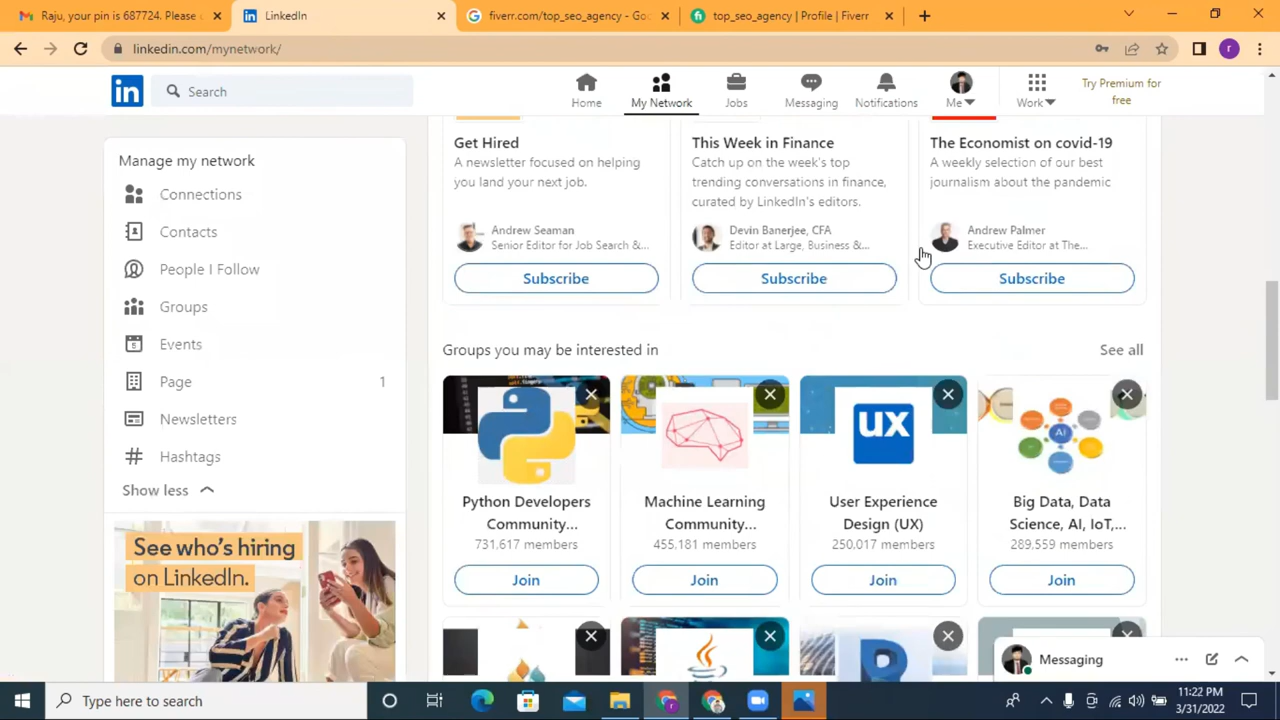 Raju, your pin is 687724. Please c
LinkedIn
fiverr.com/top_seo_agency - Goo
top_seo_agency | Profile | Fiverr
linkedin.com/mynetwork/
r
in
Search
Home
My Network
Jobs
Messaging
Notifications
Me
Work
Try Premium for
free
Manage my network
Connections
Contacts
People I Follow
Groups
Events
Page 1
Newsletters
Hashtags
Show less
See who's hiring
on LinkedIn.
Get Hired
A newsletter focused on helping
you land your next job.
Andrew Seaman
Senior Editor for Job Search &...
Subscribe
This Week in Finance
Catch up on the week's top
trending conversations in finance,
curated by LinkedIn's editors.
Devin Banerjee, CFA
Editor at Large, Business &...
Subscribe
The Economist on covid-19
A weekly selection of our best
journalism about the pandemic
Andrew Palmer
Executive Editor at The...
Subscribe
Groups you may be interested in
See all
Python Developers
Community...
731,617 members
Join
Machine Learning
Community...
455,181 members
Join
UX
User Experience
Design (UX)
250,017 members
Join
AI
Big Data, Data
Science, AI, IoT,...
289,559 members
Join
Messaging
Type here to search
11:22 PM
3/31/2022